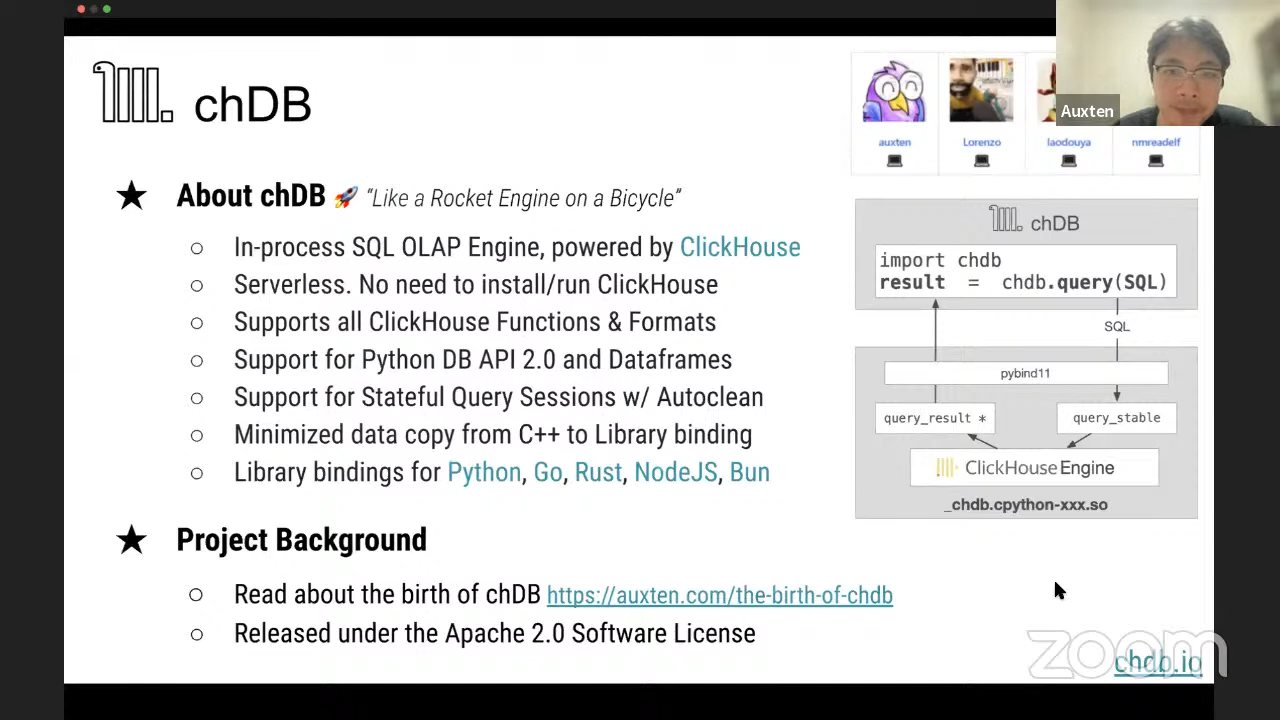 chDB
auxten
Lorenzo
laodouya
nmreadelf
Auxten
About chDB 🚀 “Like a Rocket Engine on a Bicycle”
In-process SQL OLAP Engine, powered by ClickHouse
Serverless. No need to install/run ClickHouse
Supports all ClickHouse Functions & Formats
Support for Python DB API 2.0 and Dataframes
Support for Stateful Query Sessions w/ Autoclean
Minimized data copy from C++ to Library binding
Library bindings for Python, Go, Rust, NodeJS, Bun
chDB
import chdb
result = chdb.query(SQL)
SQL
pybind11
query_result *
query_stable
ClickHouse Engine
_chdb.cpython-xxx.so
Project Background
Read about the birth of chDB https://auxten.com/the-birth-of-chdb
Released under the Apache 2.0 Software License
zoom
chdb.io